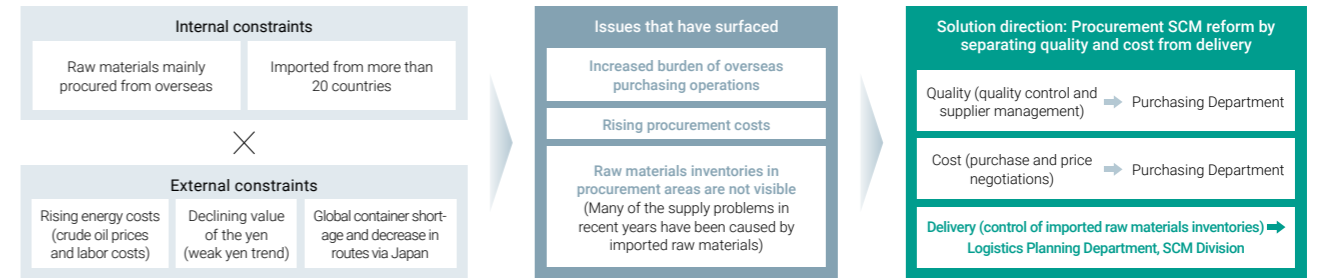 Internal constraints
Raw materials mainly
procured from overseas
Imported from more than
20 countries
External constraints
Rising energy costs
(crude oil prices
and labor costs)
Declining value
of the yen
(weak yen trend)
Global container short-
age and decrease in
routes via Japan
Issues that have surfaced
Increased burden of overseas
purchasing operations
Rising procurement costs
Raw materials inventories in
procurement areas are not visible
(Many of the supply problems in
recent years have been caused by
imported raw materials)
Solution direction: Procurement SCM reform by
separating quality and cost from delivery
Quality (quality control and
supplier management)
Purchasing Department
Cost (purchase and price
negotiations)
Purchasing Department
Delivery (control of imported raw materials inventories)
Logistics Planning Department, SCM Division